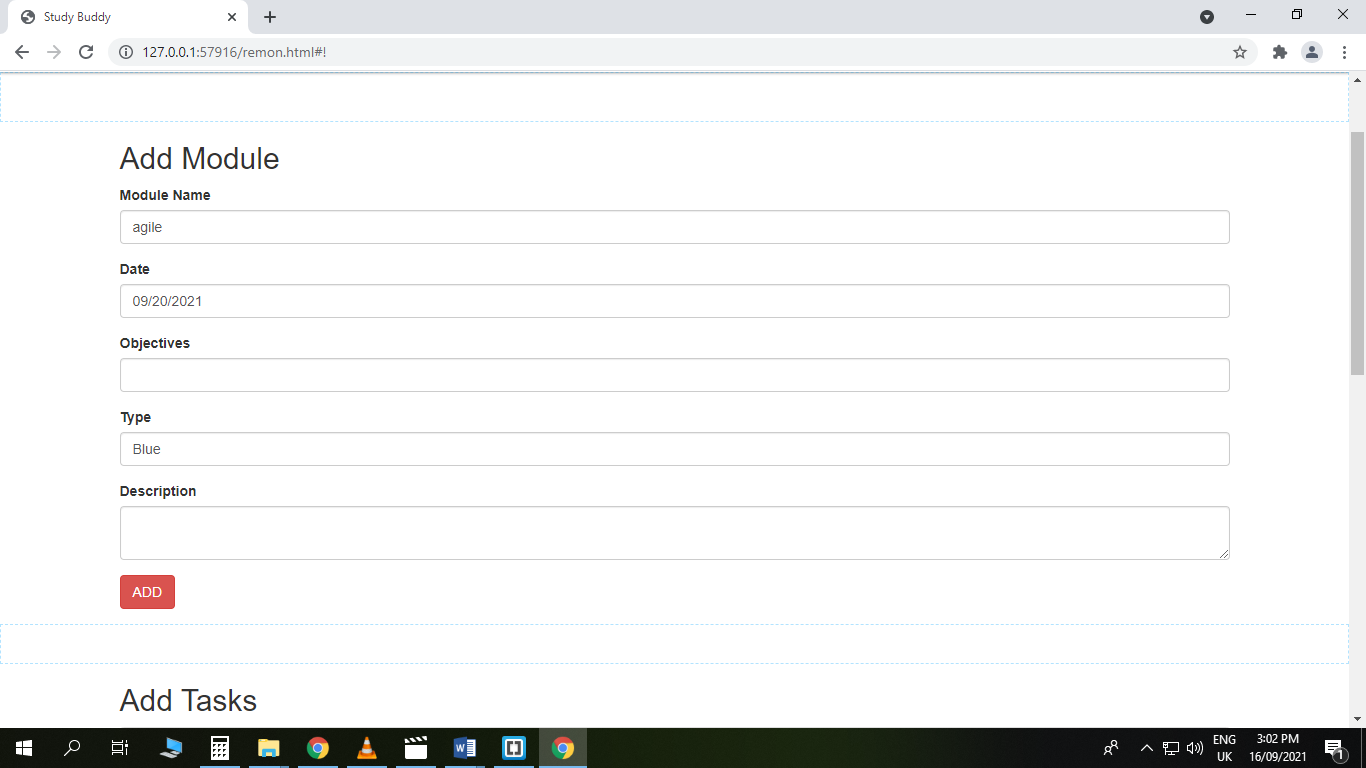 Study Buddy
127.0.0.1:57916/remon.html#!
Add Module
Module Name
agile
Date
09/20/2021
Objectives
Type
Blue
Description
ADD
Add Tasks
ENG
UK
3:02 PM
16/09/2021
1